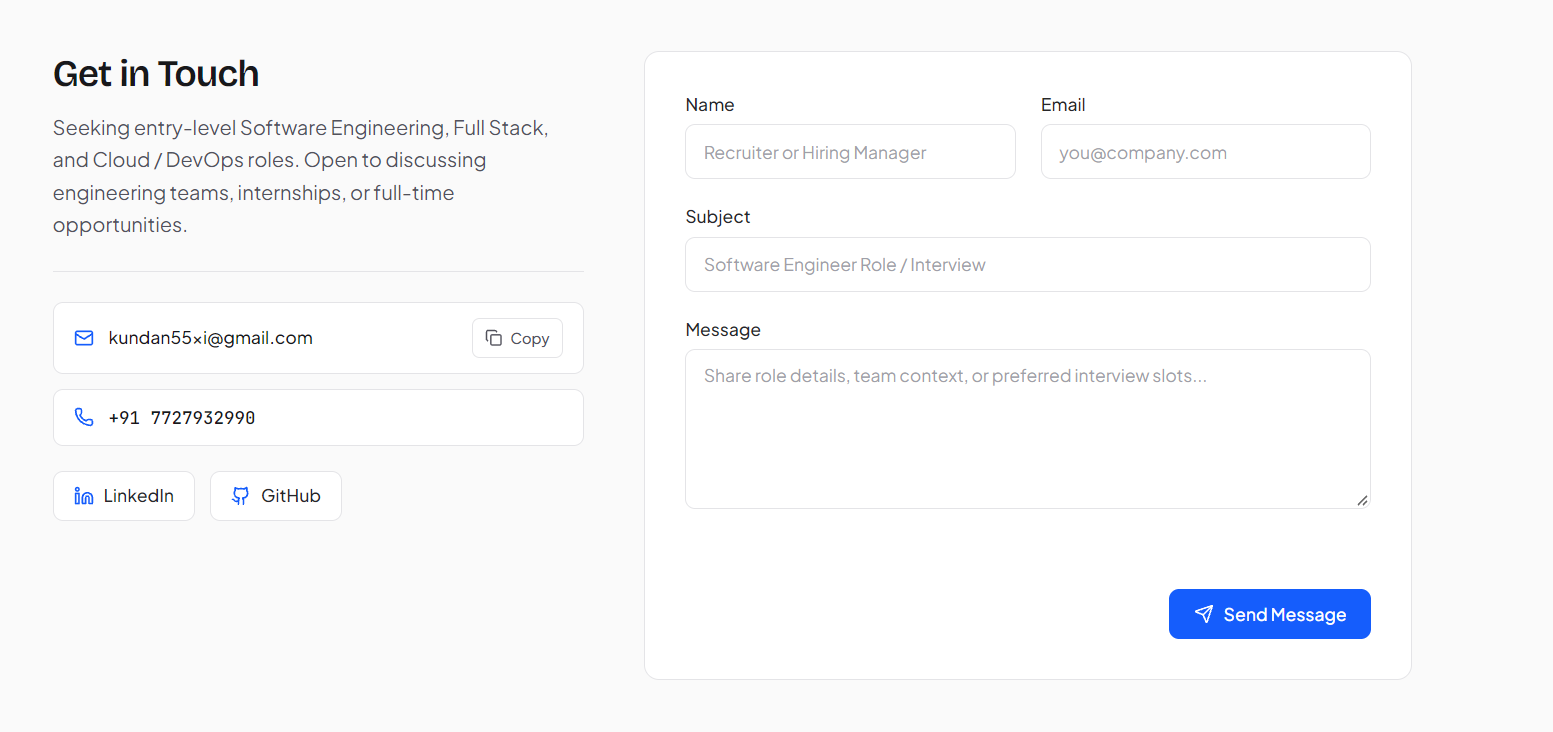 Get in Touch
Seeking entry-level Software Engineering, Full Stack,
and Cloud / DevOps roles. Open to discussing
engineering teams, internships, or full-time
opportunities.
kundan55×i@gmail.com
Copy
+91 7727932990
LinkedIn
GitHub
Name
Email
Recruiter or Hiring Manager
you@company.com
Subject
Software Engineer Role / Interview
Message
Share role details, team context, or preferred interview slots...
Send Message